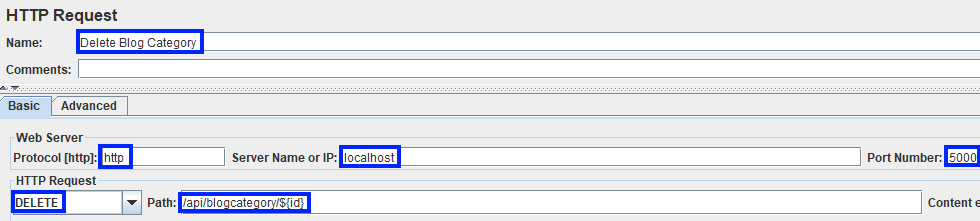 HTTP Request
Name: Delete Blog Category
Comments:
Basic Advanced
Web Server
Protocol [http]: http Server Name or IP: localhost Port Number: 5000
HTTP Request
DELETE Path: /api/blogcategory/${id} Content e